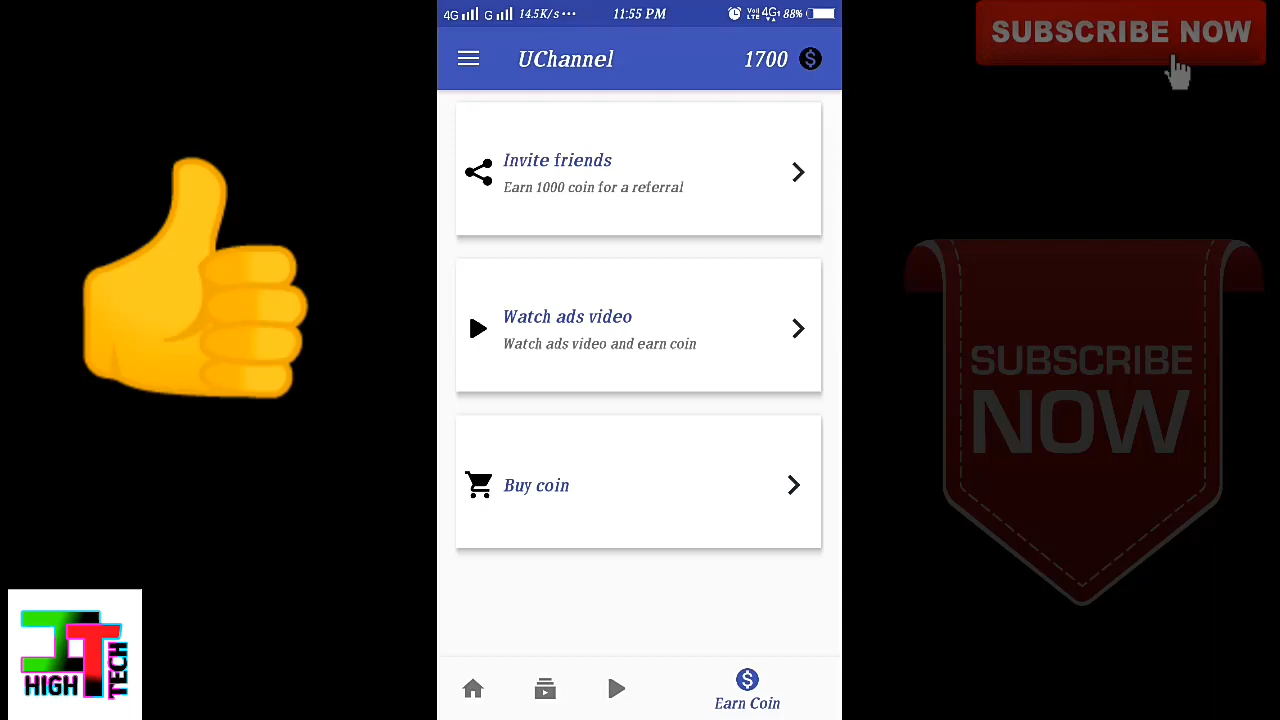 4G G 14.5K/s... 11:55 PM VoLTE 4G 88%
UChannel 1700 $
SUBSCRIBE NOW
Invite friends
Earn 1000 coin for a referral
Watch ads video
Watch ads video and earn coin
Buy coin
SUBSCRIBE
NOW
HIGH TECH
$
Earn Coin